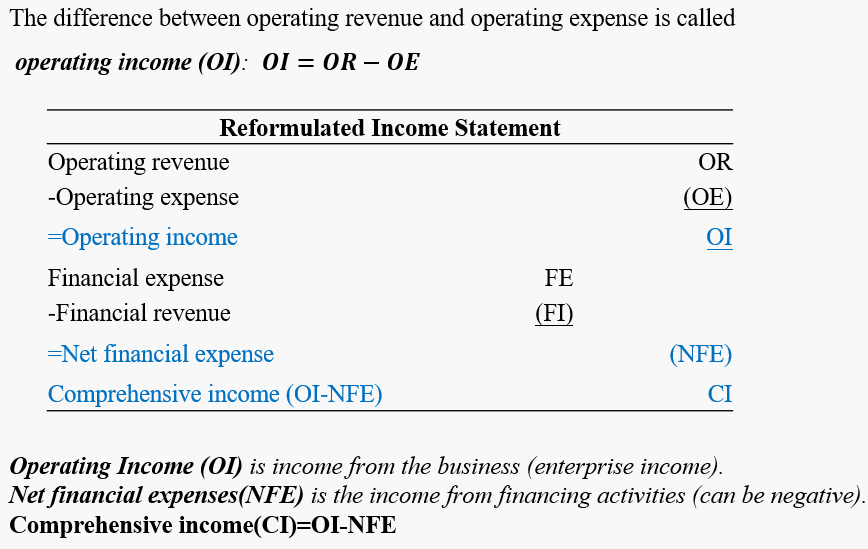 The difference between operating revenue and operating expense is called
operating income (OI): OI = OR − OE
Reformulated Income Statement
Operating revenue OR
-Operating expense (OE)
=Operating income OI
Financial expense FE
-Financial revenue (FI)
=Net financial expense (NFE)
Comprehensive income (OI-NFE) CI
Operating Income (OI) is income from the business (enterprise income).
Net financial expenses(NFE) is the income from financing activities (can be negative).
Comprehensive income(CI)=OI-NFE